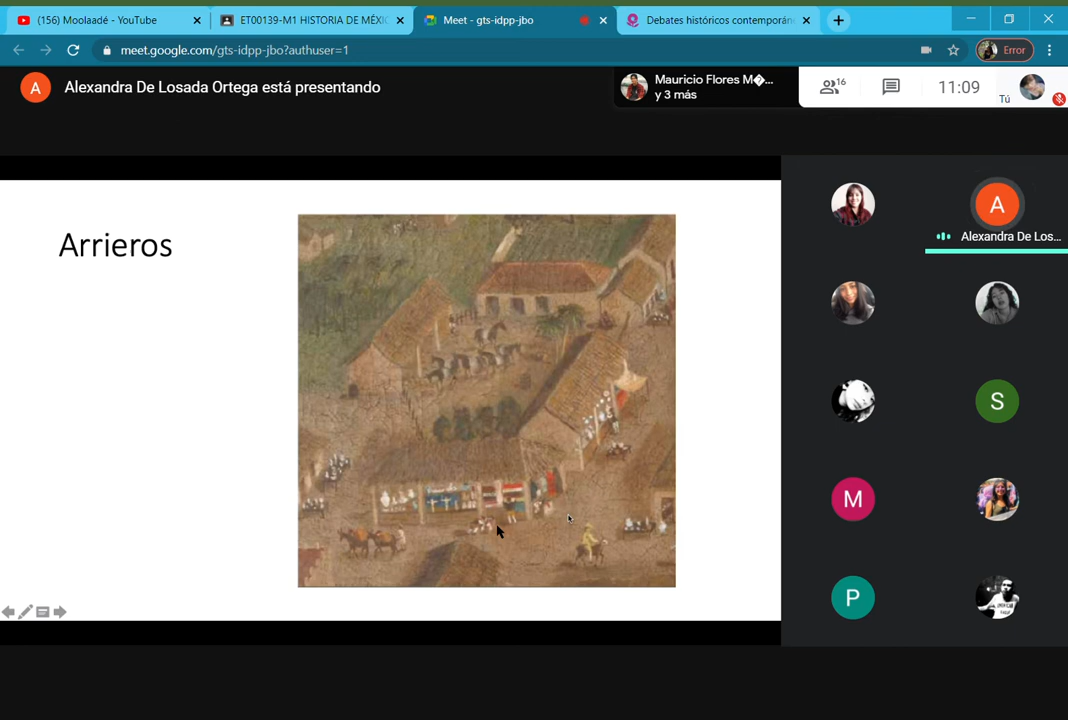 (156) Moolaadé - YouTube
ET00139-M1 HISTORIA DE MÉXI
Meet - gts-idpp-jbo
Debates históricos contemporán
meet.google.com/gts-idpp-jbo?authuser=1
Error
A
Alexandra De Losada Ortega está presentando
Mauricio Flores M�...
y 3 más
16
11:09
Tú
Arrieros
A
Alexandra De Los...
S
M
P